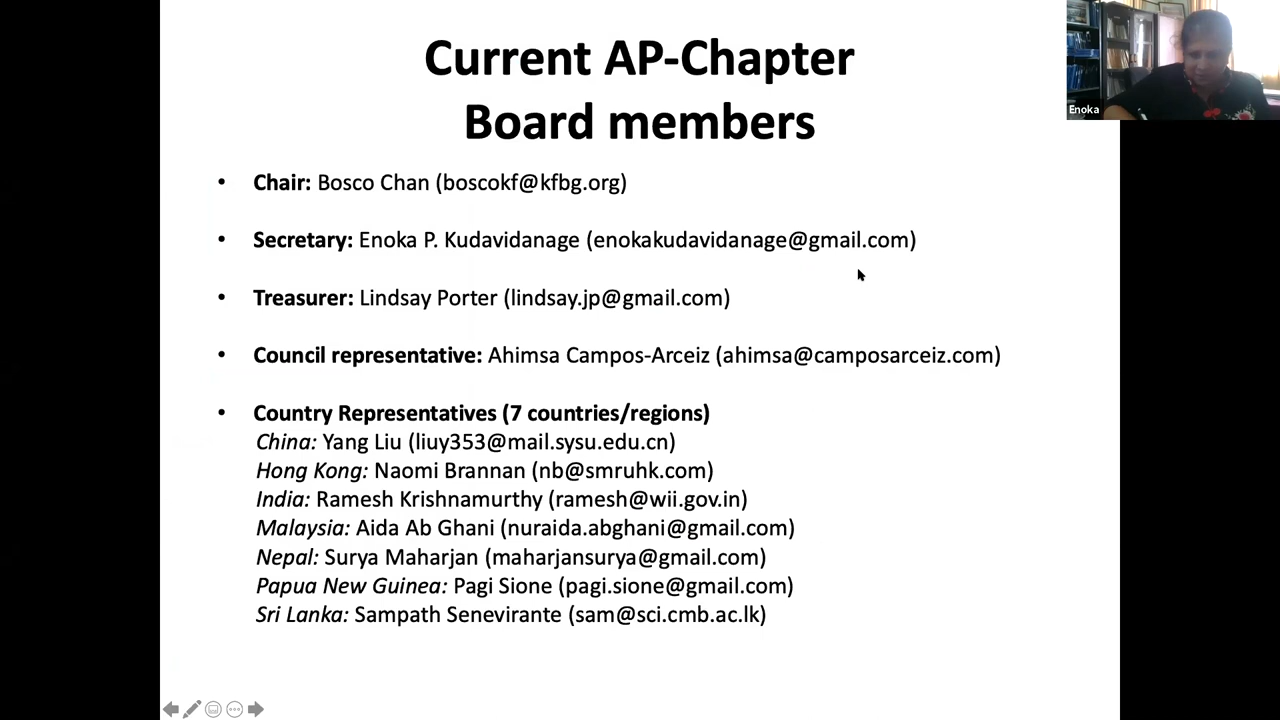 Current AP-Chapter
Board members
Enoka
• Chair: Bosco Chan (boscokf@kfbg.org)
• Secretary: Enoka P. Kudavidanage (enokakudavidanage@gmail.com)
• Treasurer: Lindsay Porter (lindsay.jp@gmail.com)
• Council representative: Ahimsa Campos-Arceiz (ahimsa@camposarceiz.com)
• Country Representatives (7 countries/regions)
China: Yang Liu (liuy353@mail.sysu.edu.cn)
Hong Kong: Naomi Brannan (nb@smruhk.com)
India: Ramesh Krishnamurthy (ramesh@wii.gov.in)
Malaysia: Aida Ab Ghani (nuraida.abghani@gmail.com)
Nepal: Surya Maharjan (maharjansurya@gmail.com)
Papua New Guinea: Pagi Sione (pagi.sione@gmail.com)
Sri Lanka: Sampath Senevirante (sam@sci.cmb.ac.lk)